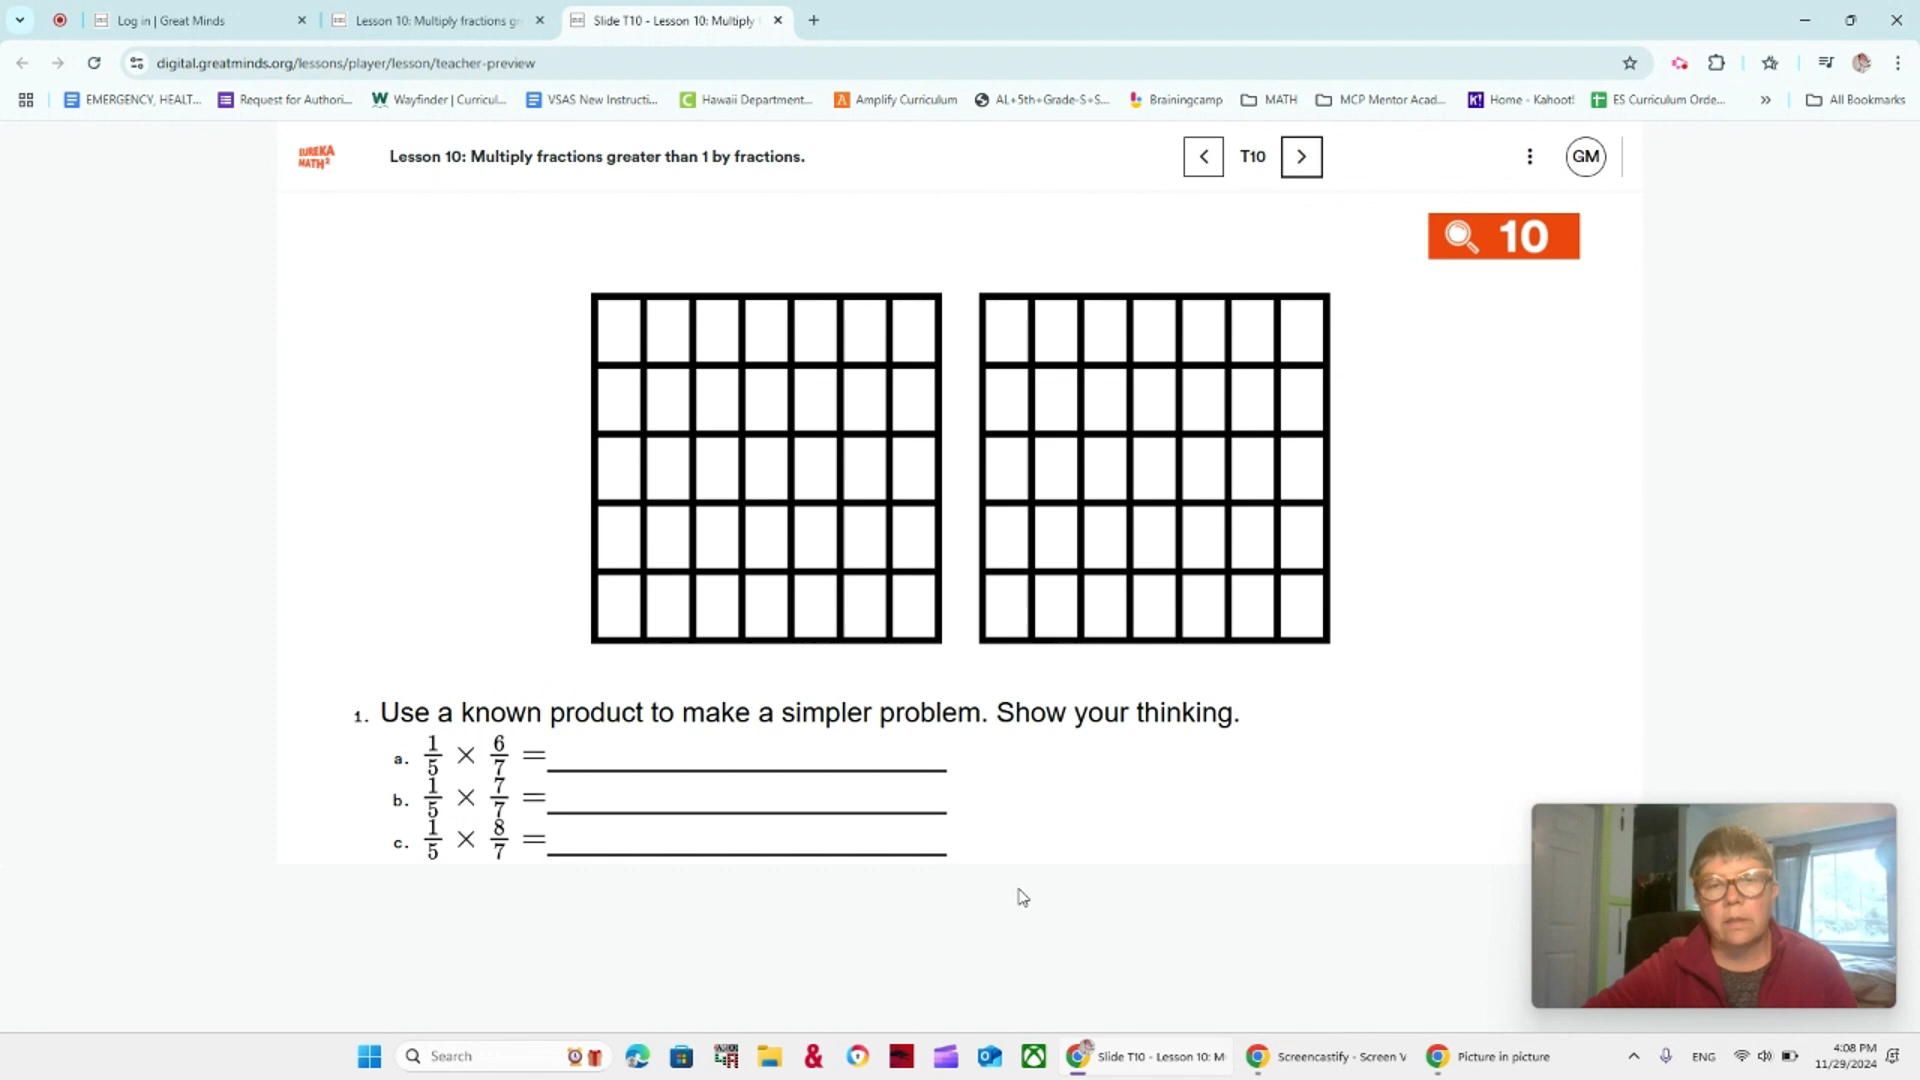 Log in | Great Minds
Lesson 10: Multiply fractions gr
Slide T10 - Lesson 10: Multiply f
digital.greatminds.org/lessons/player/lesson/teacher-preview
EMERGENCY, HEALT...
Request for Authori...
Wayfinder | Curricul...
VSAS New Instructi...
Hawaii Department...
Amplify Curriculum
AL+5th+Grade-S+S...
Brainingcamp
MATH
MCP Mentor Acad...
Home - Kahoot!
ES Curriculum Orde...
All Bookmarks
EUREKA
MATH²
Lesson 10: Multiply fractions greater than 1 by fractions.
T10
GM
10
1. Use a known product to make a simpler problem. Show your thinking.
a. 1/5 × 6/7 = ____________
b. 1/5 × 7/7 = ____________
c. 1/5 × 8/7 = ____________
Search
Slide T10 - Lesson 10: M
Screencastify - Screen V
Picture in picture
ENG
4:08 PM
11/29/2024